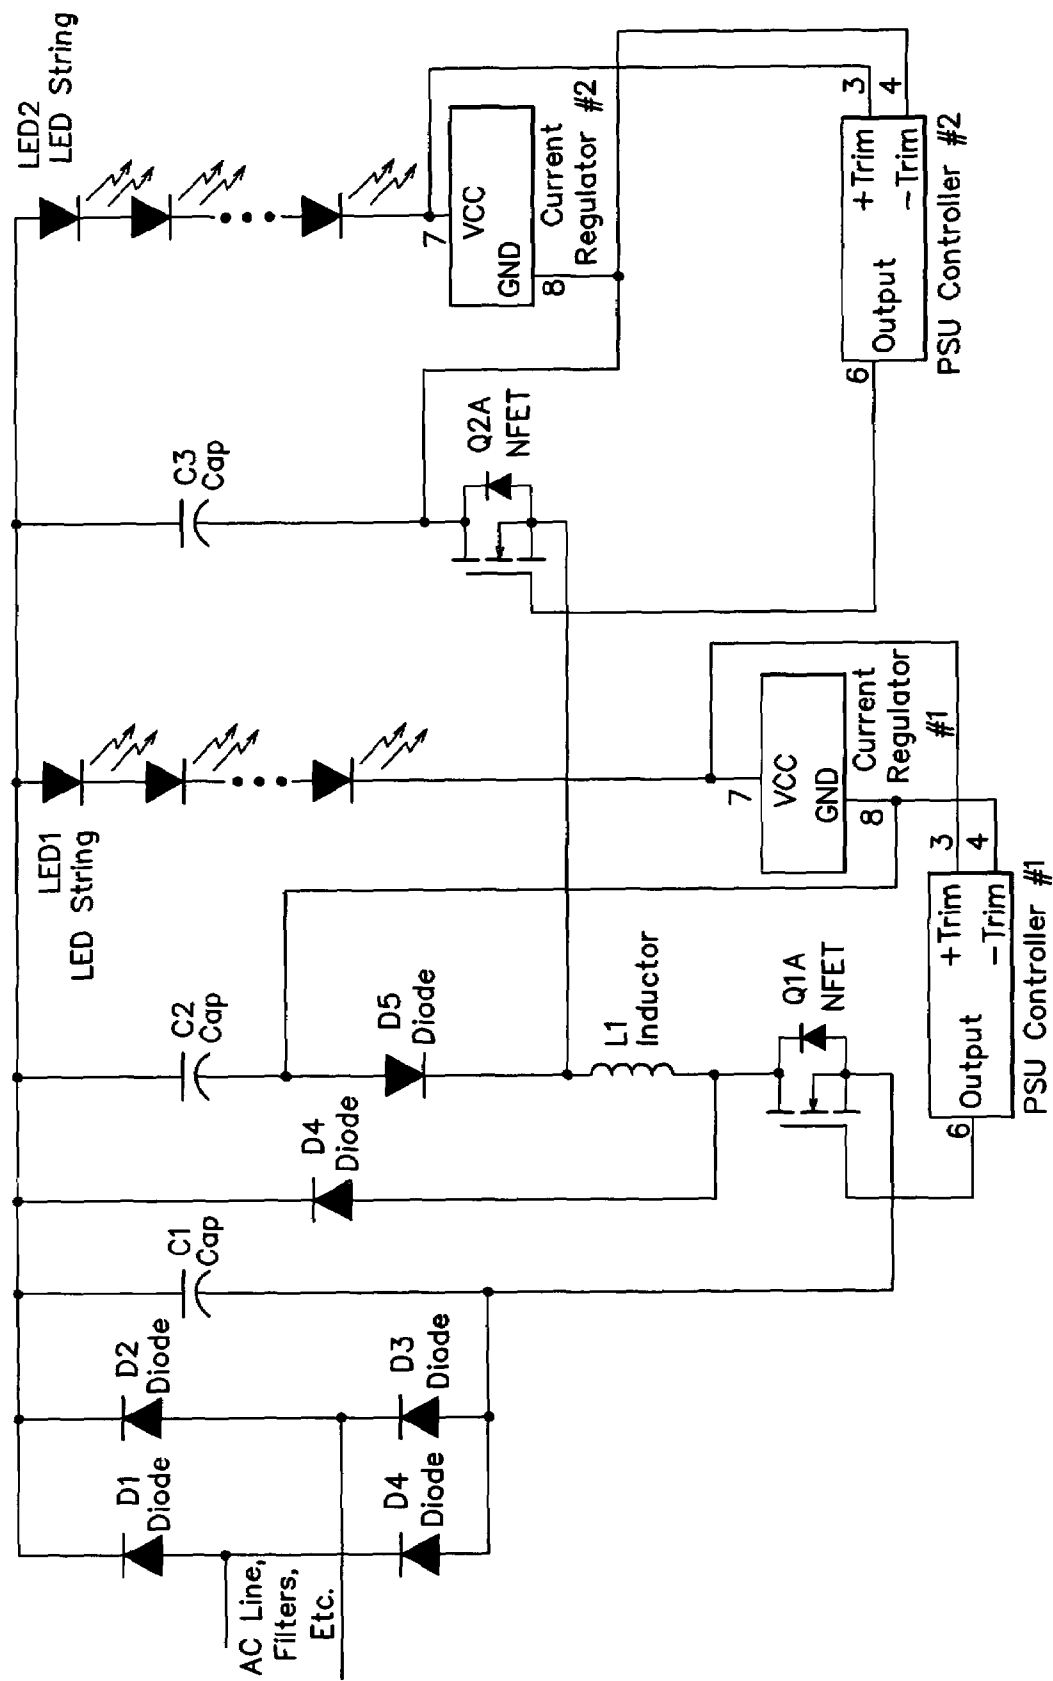 AC Line,
Filters,
Etc.
D1
Diode
D4
Diode
D2
Diode
D3
Diode
C1
Cap
D4
Diode
C2
Cap
D5
Diode
L1
Inductor
Q1A
NFET
6
Output
+Trim
-Trim
3
4
PSU Controller #1
LED1
LED String
7
VCC
GND
8
Current
Regulator
#1
C3
Cap
Q2A
NFET
LED2
LED String
7
VCC
GND
8
Current
Regulator #2
6
Output
+Trim
-Trim
3
4
PSU Controller #2